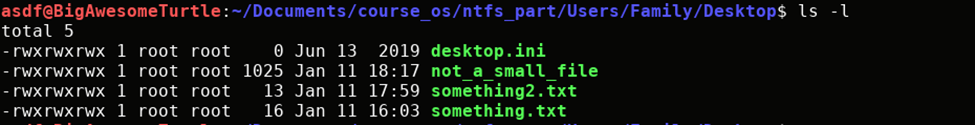 asdf@BigAwesomeTurtle:~/Documents/course_os/ntfs_part/Users/Family/Desktop$ ls -l
total 5
-rwxrwxrwx 1 root root    0 Jun 13  2019 desktop.ini
-rwxrwxrwx 1 root root 1025 Jan 11 18:17 not_a_small_file
-rwxrwxrwx 1 root root   13 Jan 11 17:59 something2.txt
-rwxrwxrwx 1 root root   16 Jan 11 16:03 something.txt